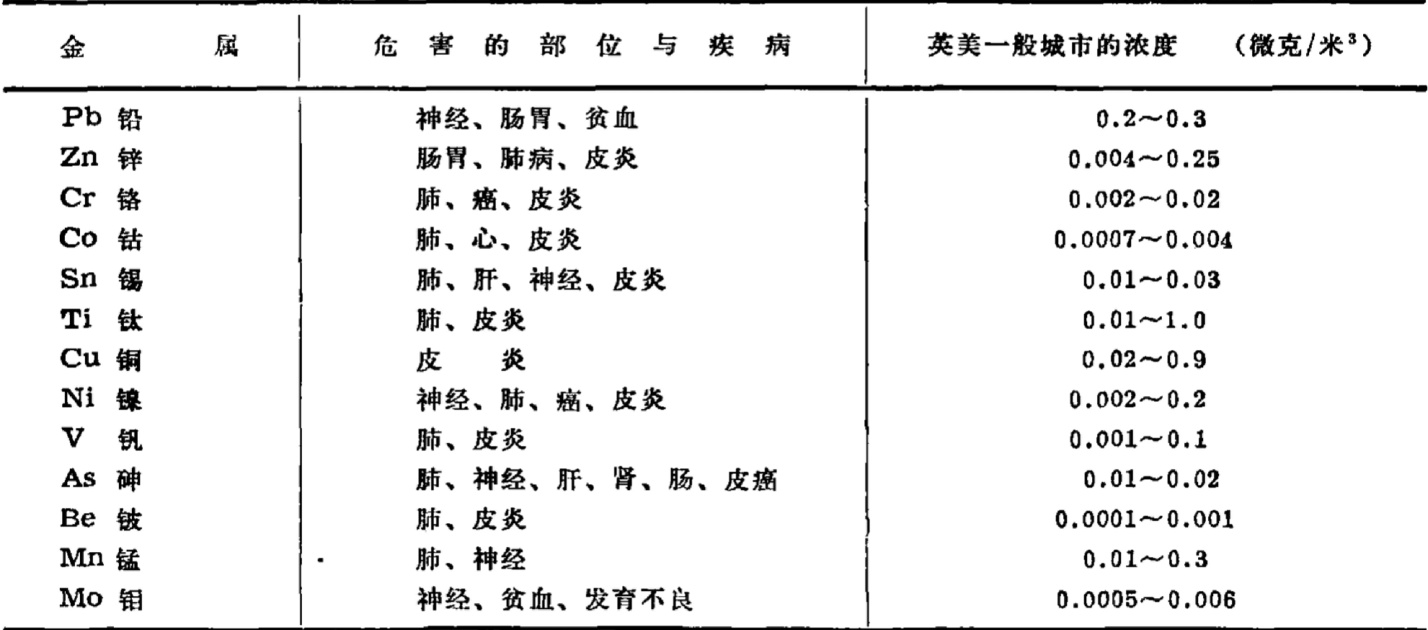 金属 危害的部位与疾病 英美一般城市的浓度 （微克/米³）
Pb 铅 神经、肠胃、贫血 0.2～0.3
Zn 锌 肠胃、肺病、皮炎 0.004～0.25
Cr 铬 肺、癌、皮炎 0.002～0.02
Co 钴 肺、心、皮炎 0.0007～0.004
Sn 锡 肺、肝、神经、皮炎 0.01～0.03
Ti 钛 肺、皮炎 0.01～1.0
Cu 铜 皮炎 0.02～0.9
Ni 镍 神经、肺、癌、皮炎 0.002～0.2
V 钒 肺、皮炎 0.001～0.1
As 砷 肺、神经、肝、肾、肠、皮癌 0.01～0.02
Be 铍 肺、皮炎 0.0001～0.001
Mn 锰 肺、神经 0.01～0.3
Mo 钼 神经、贫血、发育不良 0.0005～0.006